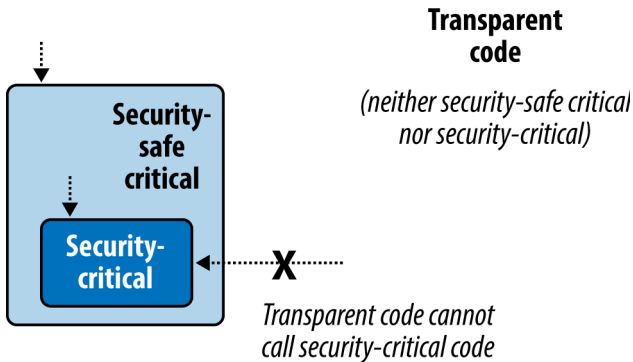 Transparent
code
(neither security-safe critical
nor security-critical)
Security-
safe
critical
Security-
critical
X
Transparent code cannot
call security-critical code